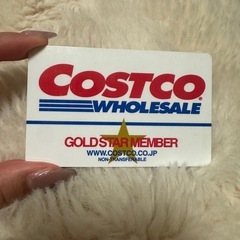 COSTCO
WHOLESALE
GOLD STAR MEMBER
WWW.COSTCO.CO.JP
NON-TRANSFERABLE